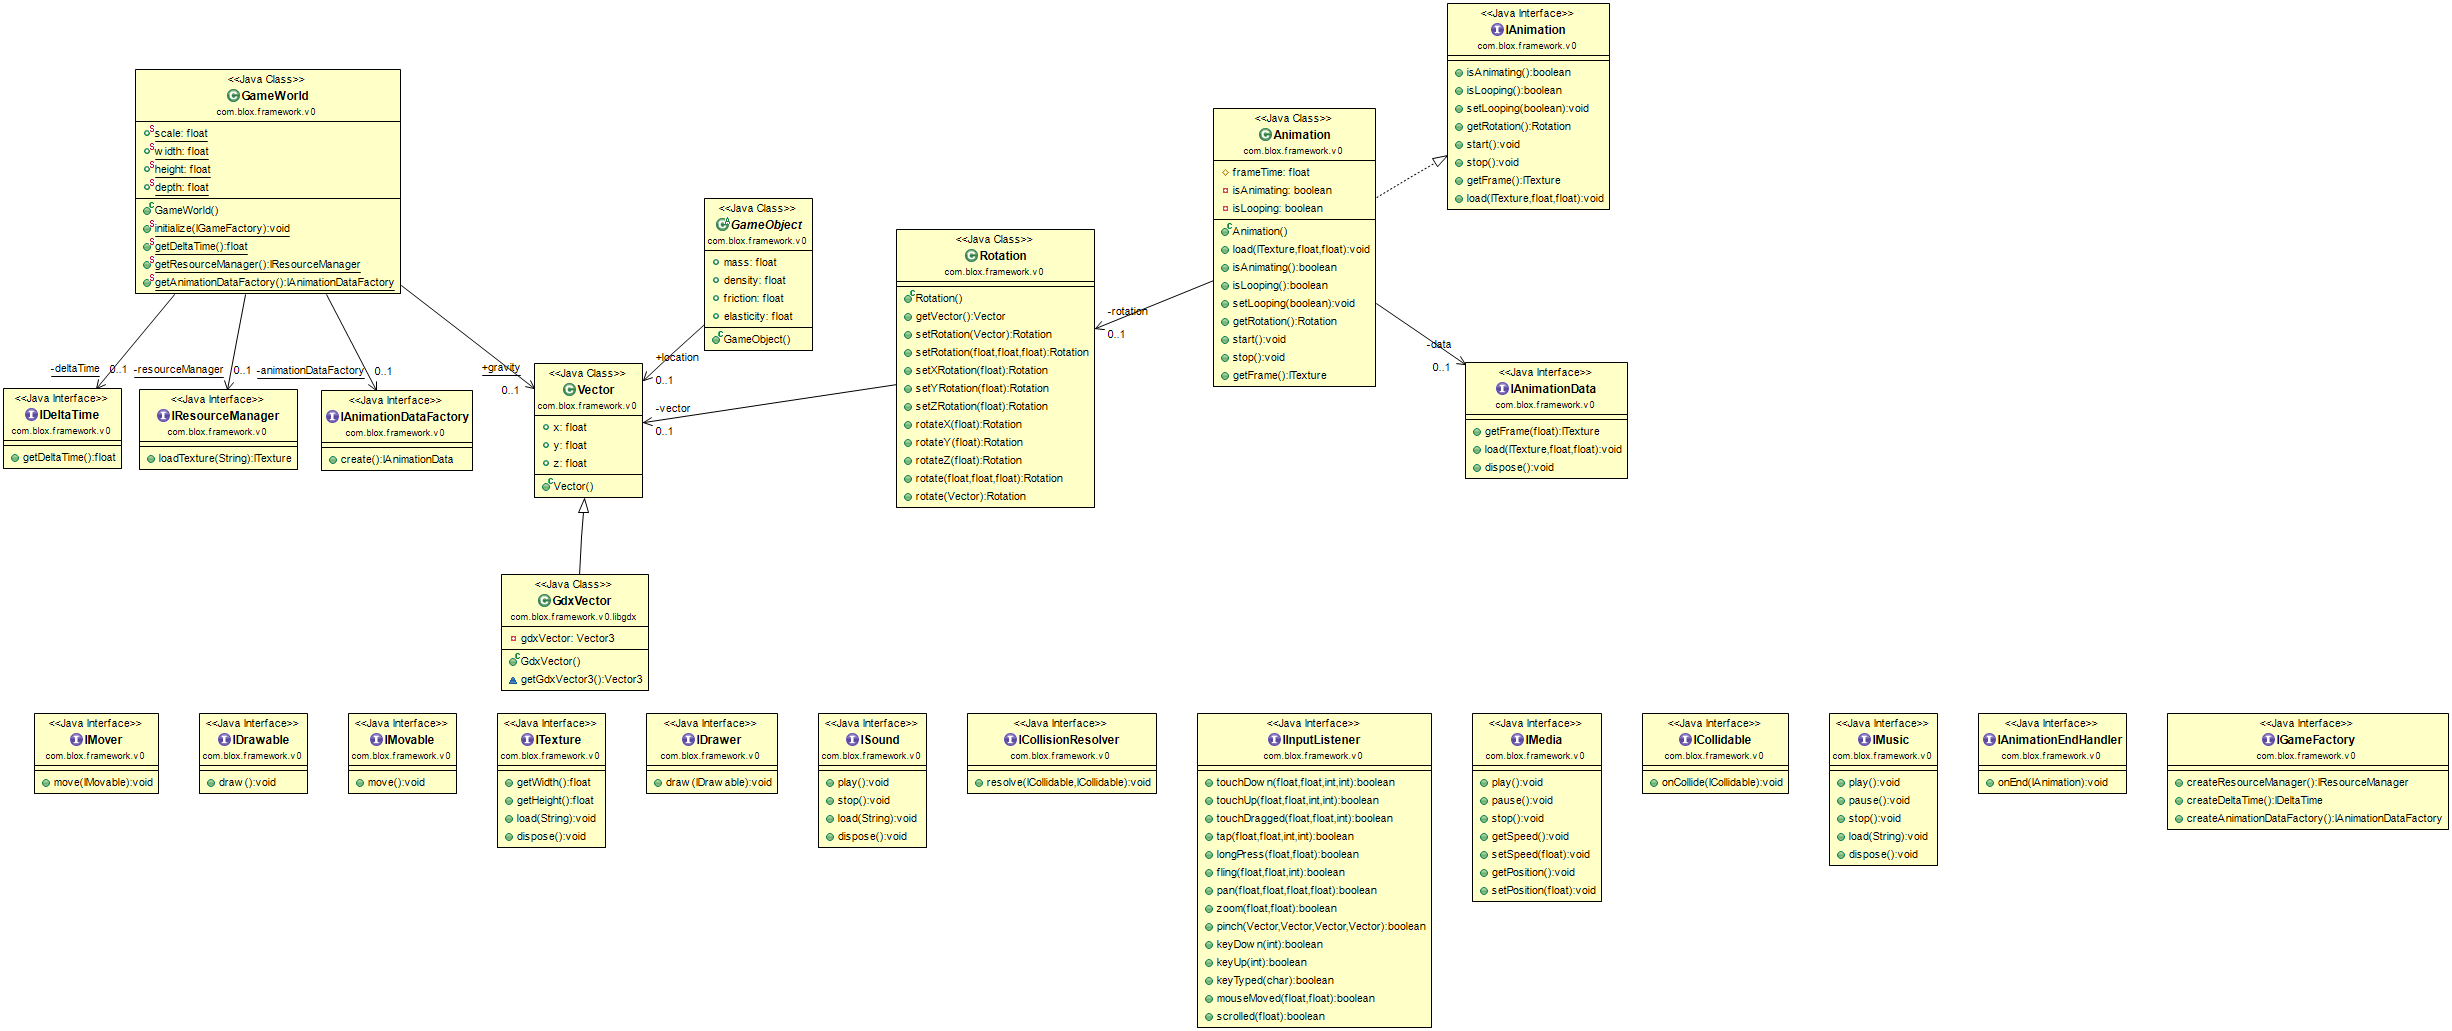 <<Java Interface>>
IAnimation
com.blox.framework.v0
isAnimating():boolean
isLooping():boolean
setLooping(boolean):void
getRotation():Rotation
start():void
stop():void
getFrame():ITexture
load(ITexture,float,float):void
<<Java Class>>
GameWorld
com.blox.framework.v0
scale: float
width: float
height: float
depth: float
GameWorld()
initialize(IGameFactory):void
getDeltaTime():float
getResourceManager():IResourceManager
getAnimationDataFactory():IAnimationDataFactory
<<Java Class>>
Animation
com.blox.framework.v0
frameTime: float
isAnimating: boolean
isLooping: boolean
Animation()
load(ITexture,float,float):void
isAnimating():boolean
isLooping():boolean
setLooping(boolean):void
getRotation():Rotation
start():void
stop():void
getFrame():ITexture
<<Java Class>>
GameObject
com.blox.framework.v0
mass: float
density: float
friction: float
elasticity: float
GameObject()
<<Java Class>>
Rotation
com.blox.framework.v0
Rotation()
getVector():Vector
setRotation(Vector):Rotation
setRotation(float,float,float):Rotation
setXRotation(float):Rotation
setYRotation(float):Rotation
setZRotation(float):Rotation
rotateX(float):Rotation
rotateY(float):Rotation
rotateZ(float):Rotation
rotate(float,float,float):Rotation
rotate(Vector):Rotation
-rotation
0..1
-data
0..1
-deltaTime
0..1
-resourceManager
0..1
-animationDataFactory
0..1
+gravity
0..1
+location
0..1
-vector
0..1
<<Java Interface>>
IDeltaTime
com.blox.framework.v0
getDeltaTime():float
<<Java Interface>>
IResourceManager
com.blox.framework.v0
loadTexture(String):ITexture
<<Java Interface>>
IAnimationDataFactory
com.blox.framework.v0
create():IAnimationData
<<Java Class>>
Vector
com.blox.framework.v0
x: float
y: float
z: float
Vector()
<<Java Interface>>
IAnimationData
com.blox.framework.v0
getFrame(float):ITexture
load(ITexture,float,float):void
dispose():void
<<Java Class>>
GdxVector
com.blox.framework.v0.libgdx
gdxVector: Vector3
GdxVector()
getGdxVector3():Vector3
<<Java Interface>>
IMover
com.blox.framework.v0
move(IMovable):void
<<Java Interface>>
IDrawable
com.blox.framework.v0
draw():void
<<Java Interface>>
IMovable
com.blox.framework.v0
move():void
<<Java Interface>>
ITexture
com.blox.framework.v0
getWidth():float
getHeight():float
load(String):void
dispose():void
<<Java Interface>>
IDrawer
com.blox.framework.v0
draw(IDrawable):void
<<Java Interface>>
ISound
com.blox.framework.v0
play():void
stop():void
load(String):void
dispose():void
<<Java Interface>>
ICollisionResolver
com.blox.framework.v0
resolve(ICollidable,ICollidable):void
<<Java Interface>>
IInputListener
com.blox.framework.v0
touchDown(float,float,int,int):boolean
touchUp(float,float,int,int):boolean
touchDragged(float,float,int):boolean
tap(float,float,int,int):boolean
longPress(float,float):boolean
fling(float,float,int):boolean
pan(float,float,float,float):boolean
zoom(float,float):boolean
pinch(Vector,Vector,Vector,Vector):boolean
keyDown(int):boolean
keyUp(int):boolean
keyTyped(char):boolean
mouseMoved(float,float):boolean
scrolled(float):boolean
<<Java Interface>>
IMedia
com.blox.framework.v0
play():void
pause():void
stop():void
getSpeed():void
setSpeed(float):void
getPosition():void
setPosition(float):void
<<Java Interface>>
ICollidable
com.blox.framework.v0
onCollide(ICollidable):void
<<Java Interface>>
IMusic
com.blox.framework.v0
play():void
pause():void
stop():void
load(String):void
dispose():void
<<Java Interface>>
IAnimationEndHandler
com.blox.framework.v0
onEnd(IAnimation):void
<<Java Interface>>
IGameFactory
com.blox.framework.v0
createResourceManager():IResourceManager
createDeltaTime():IDeltaTime
createAnimationDataFactory():IAnimationDataFactory